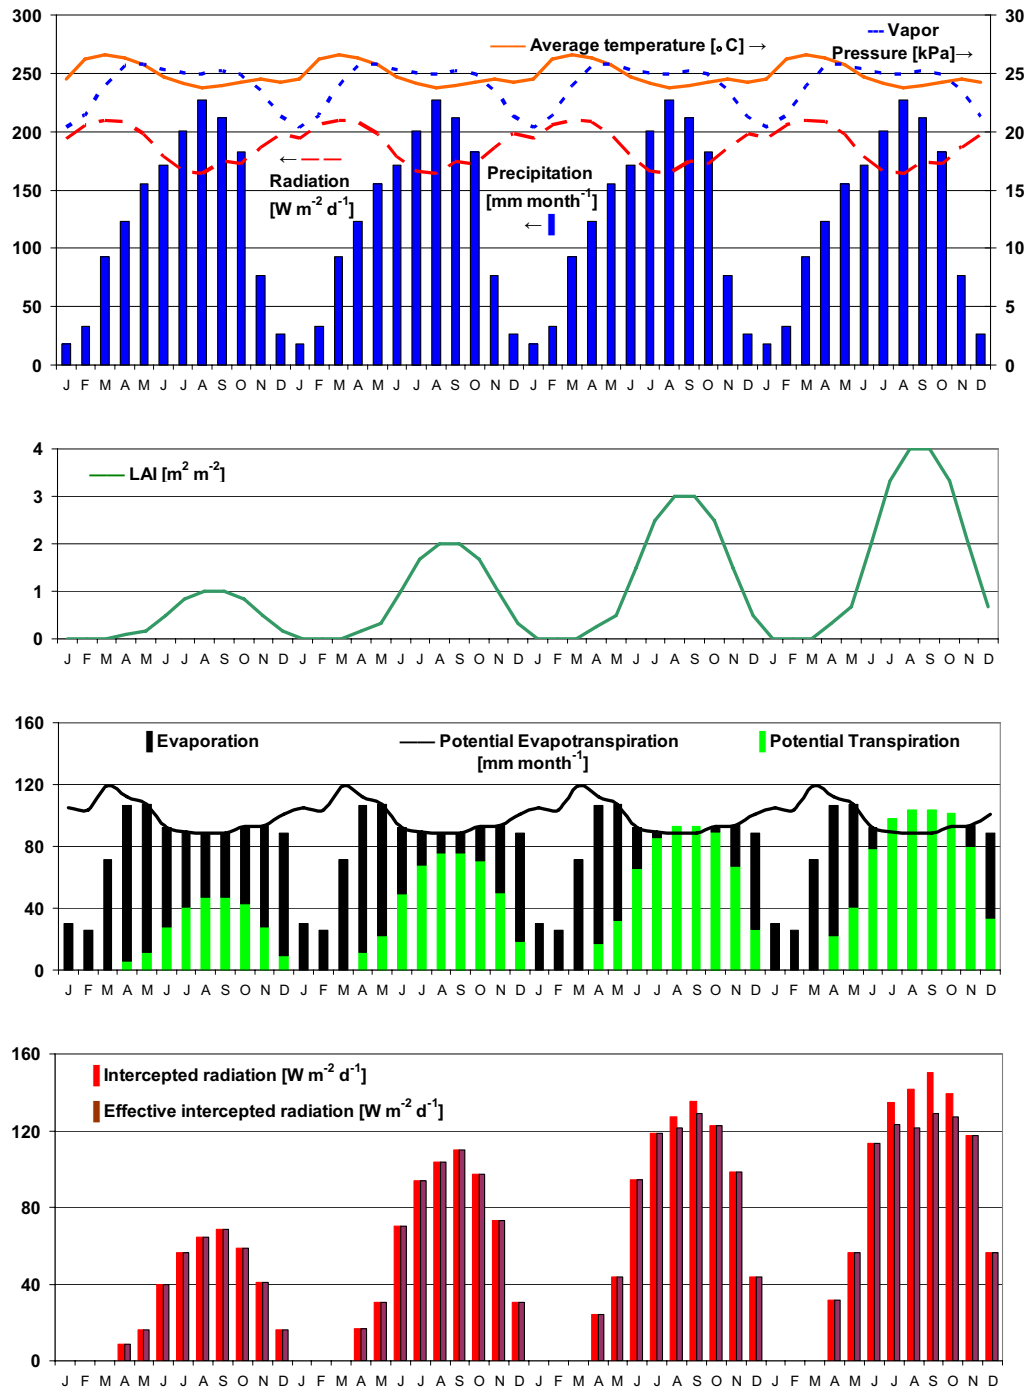 300 30
Average temperature [°C] →
Vapor
Pressure [kPa]→
250 25
200 20
← Radiation
[W m-2 d-1]
Precipitation
[mm month-1]
←
150 15
100 10
50 5
0 0
J F M A M J J A S O N D J F M A M J J A S O N D J F M A M J J A S O N D J F M A M J J A S O N D
4
LAI [m2 m-2]
3
2
1
0
J F M A M J J A S O N D J F M A M J J A S O N D J F M A M J J A S O N D J F M A M J J A S O N D
160
Evaporation
Potential Evapotranspiration
[mm month-1]
Potential Transpiration
120
80
40
0
J F M A M J J A S O N D J F M A M J J A S O N D J F M A M J J A S O N D J F M A M J J A S O N D
160
Intercepted radiation [W m-2 d-1]
Effective intercepted radiation [W m-2 d-1]
120
80
40
0
J F M A M J J A S O N D J F M A M J J A S O N D J F M A M J J A S O N D J F M A M J J A S O N D